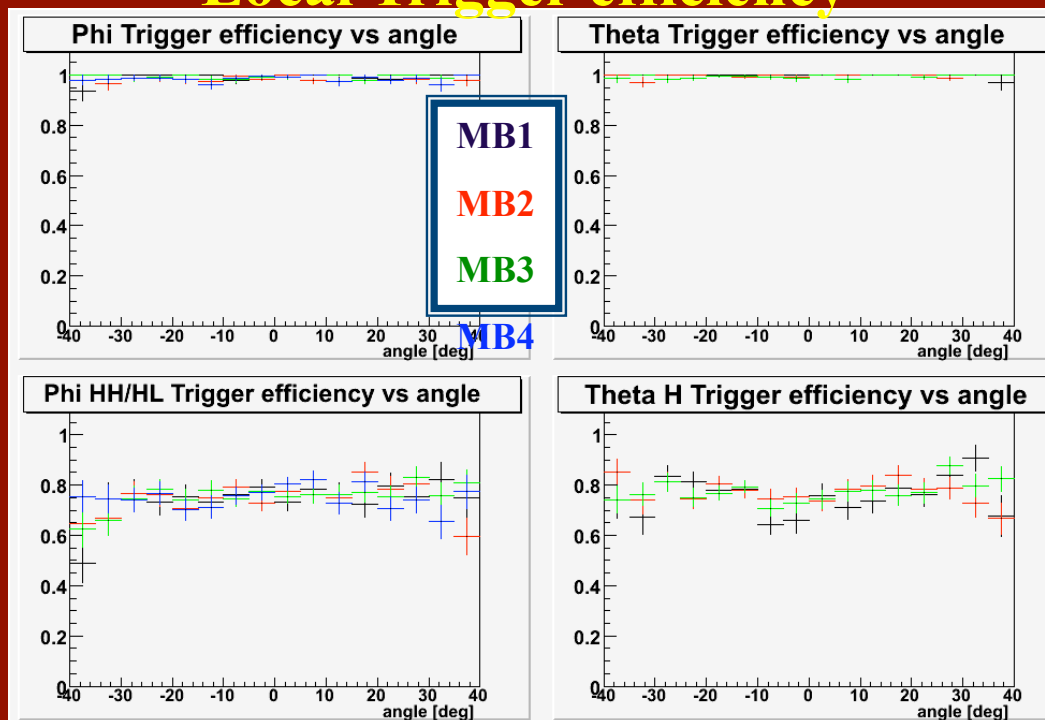 Local Trigger efficiency
Phi Trigger efficiency vs angle
1
0.8
0.6
0.4
0.2
0
-40 -30 -20 -10 0 10 20 30 40
angle [deg]
Theta Trigger efficiency vs angle
1
0.8
0.6
0.4
0.2
0
-40 -30 -20 -10 0 10 20 30 40
angle [deg]
MB1
MB2
MB3
MB4
Phi HH/HL Trigger efficiency vs angle
1
0.8
0.6
0.4
0.2
0
-40 -30 -20 -10 0 10 20 30 40
angle [deg]
Theta H Trigger efficiency vs angle
1
0.8
0.6
0.4
0.2
0
-40 -30 -20 -10 0 10 20 30 40
angle [deg]